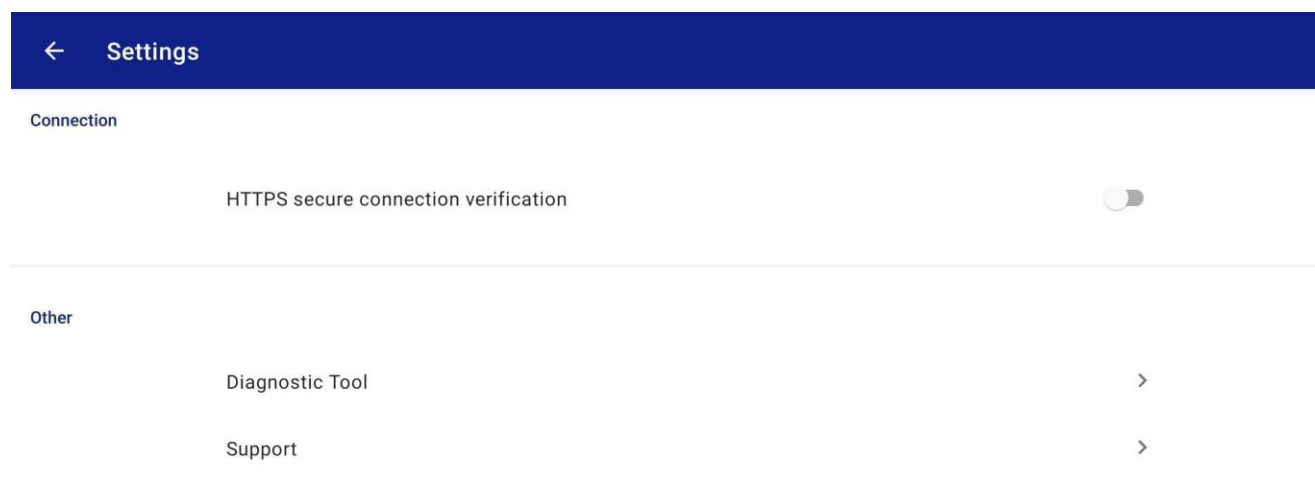 Settings
Connection
HTTPS secure connection verification
Other
Diagnostic Tool
Support